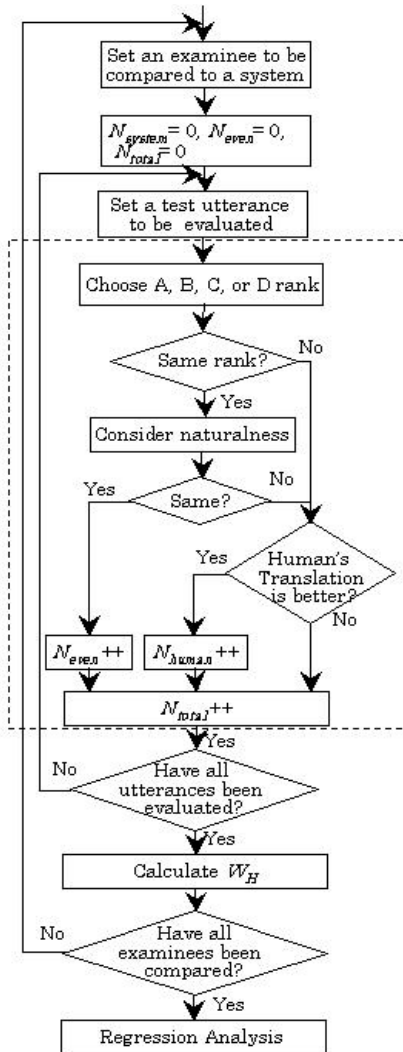 Set an examinee to be
compared to a system
N_system = 0, N_even = 0,
N_total = 0
Set a test utterance
to be evaluated
Choose A, B, C, or D rank
Same rank?
No
Yes
Consider naturalness
Yes
Same?
No
Yes
Human's
Translation
is better?
No
N_even ++
N_human ++
N_total ++
Yes
No
Have all
utterances been
evaluated?
Yes
Calculate W_H
No
Have all
examinees been
compared?
Yes
Regression Analysis